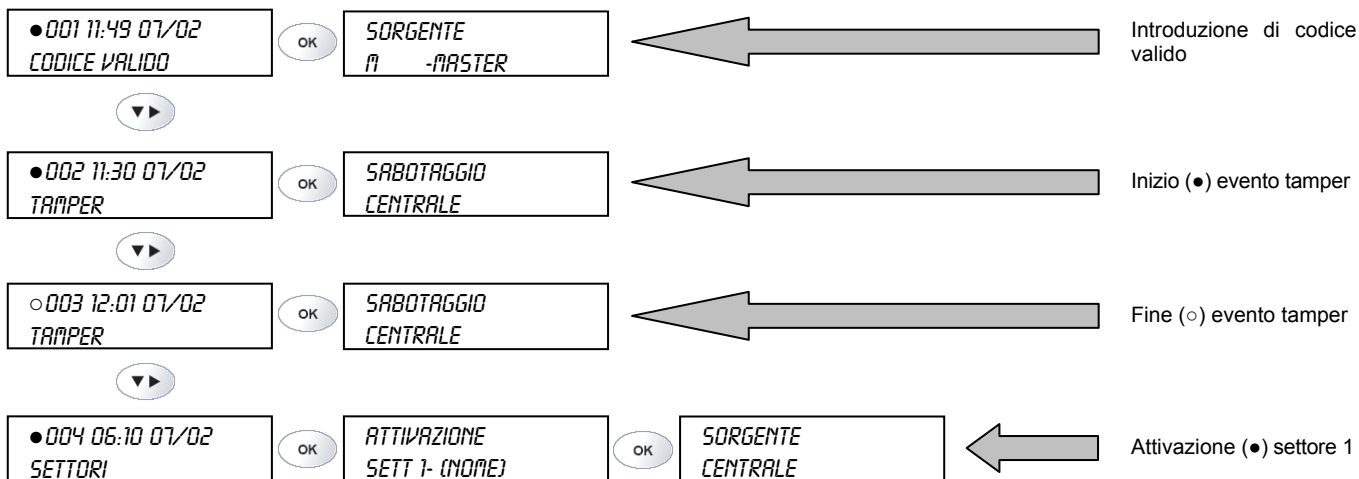 ●001 11:49 07/02
CODICE VALIDO
OK
SORGENTE
M -MASTER
Introduzione di codice
valido
▼▶
●002 11:30 07/02
TAMPER
OK
SABOTAGGIO
CENTRALE
Inizio (●) evento tamper
▼▶
○003 12:01 07/02
TAMPER
OK
SABOTAGGIO
CENTRALE
Fine (○) evento tamper
▼▶
●004 06:10 07/02
SETTORI
OK
ATTIVAZIONE
SETT 1- (NOME)
OK
SORGENTE
CENTRALE
Attivazione (●) settore 1